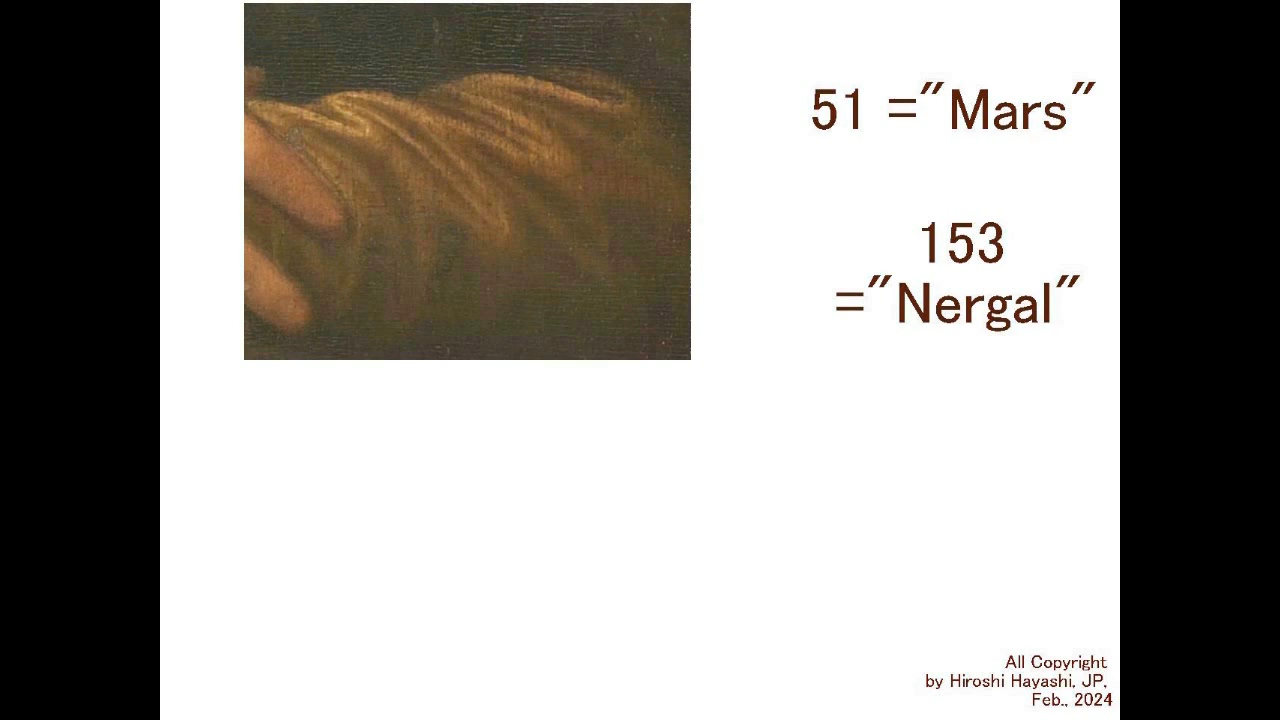 51 ="Mars"
153
="Nergal"
All Copyright
by Hiroshi Hayashi, JP,
Feb., 2024